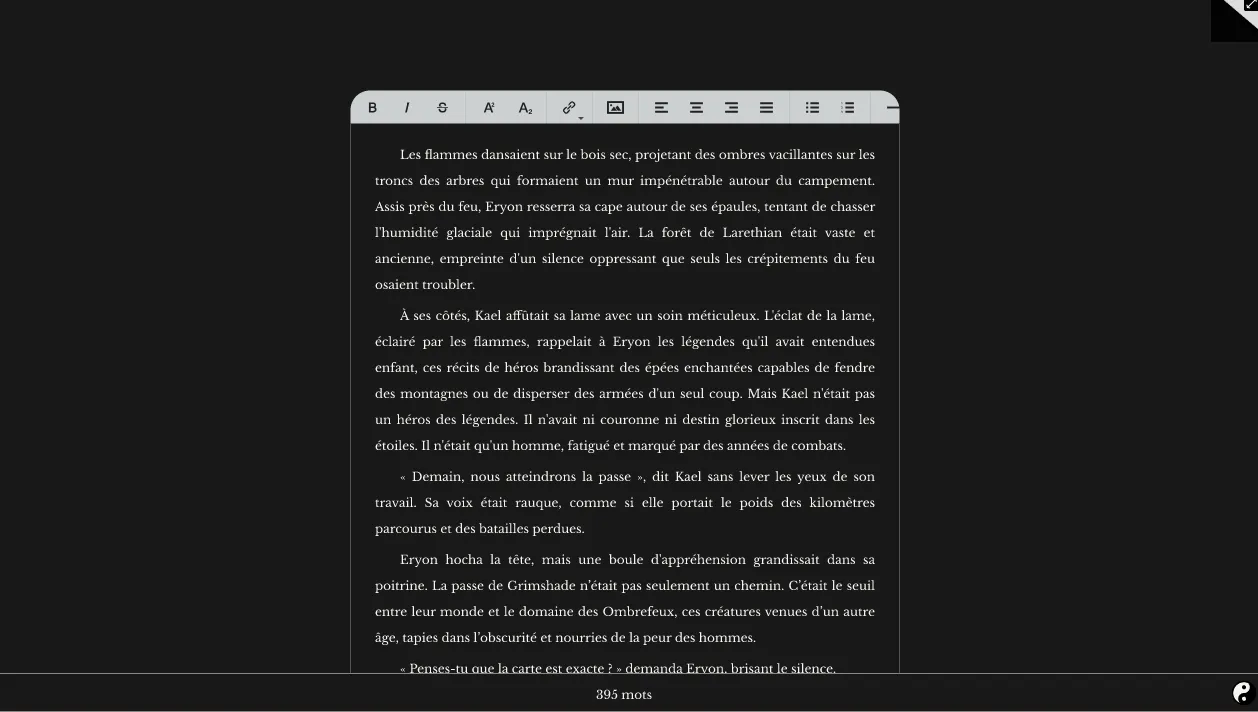 B I S A² A₂
Les flammes dansaient sur le bois sec, projetant des ombres vacillantes sur les
troncs des arbres qui formaient un mur impénétrable autour du campement.
Assis près du feu, Eryon resserra sa cape autour de ses épaules, tentant de chasser
l'humidité glaciale qui imprégnait l'air. La forêt de Larethian était vaste et
ancienne, empreinte d'un silence oppressant que seuls les crépitements du feu
osaient troubler.
À ses côtés, Kael affûtait sa lame avec un soin méticuleux. L'éclat de la lame,
éclairé par les flammes, rappelait à Eryon les légendes qu'il avait entendues
enfant, ces récits de héros brandissant des épées enchantées capables de fendre
des montagnes ou de disperser des armées d'un seul coup. Mais Kael n'était pas
un héros des légendes. Il n'avait ni couronne ni destin glorieux inscrit dans les
étoiles. Il n'était qu'un homme, fatigué et marqué par des années de combats.
« Demain, nous atteindrons la passe », dit Kael sans lever les yeux de son
travail. Sa voix était rauque, comme si elle portait le poids des kilomètres
parcourus et des batailles perdues.
Eryon hocha la tête, mais une boule d'appréhension grandissait dans sa
poitrine. La passe de Grimshade n’était pas seulement un chemin. C’était le seuil
entre leur monde et le domaine des Ombrefeux, ces créatures venues d’un autre
âge, tapies dans l’obscurité et nourries de la peur des hommes.
« Penses-tu que la carte est exacte ? » demanda Eryon, brisant le silence.
395 mots